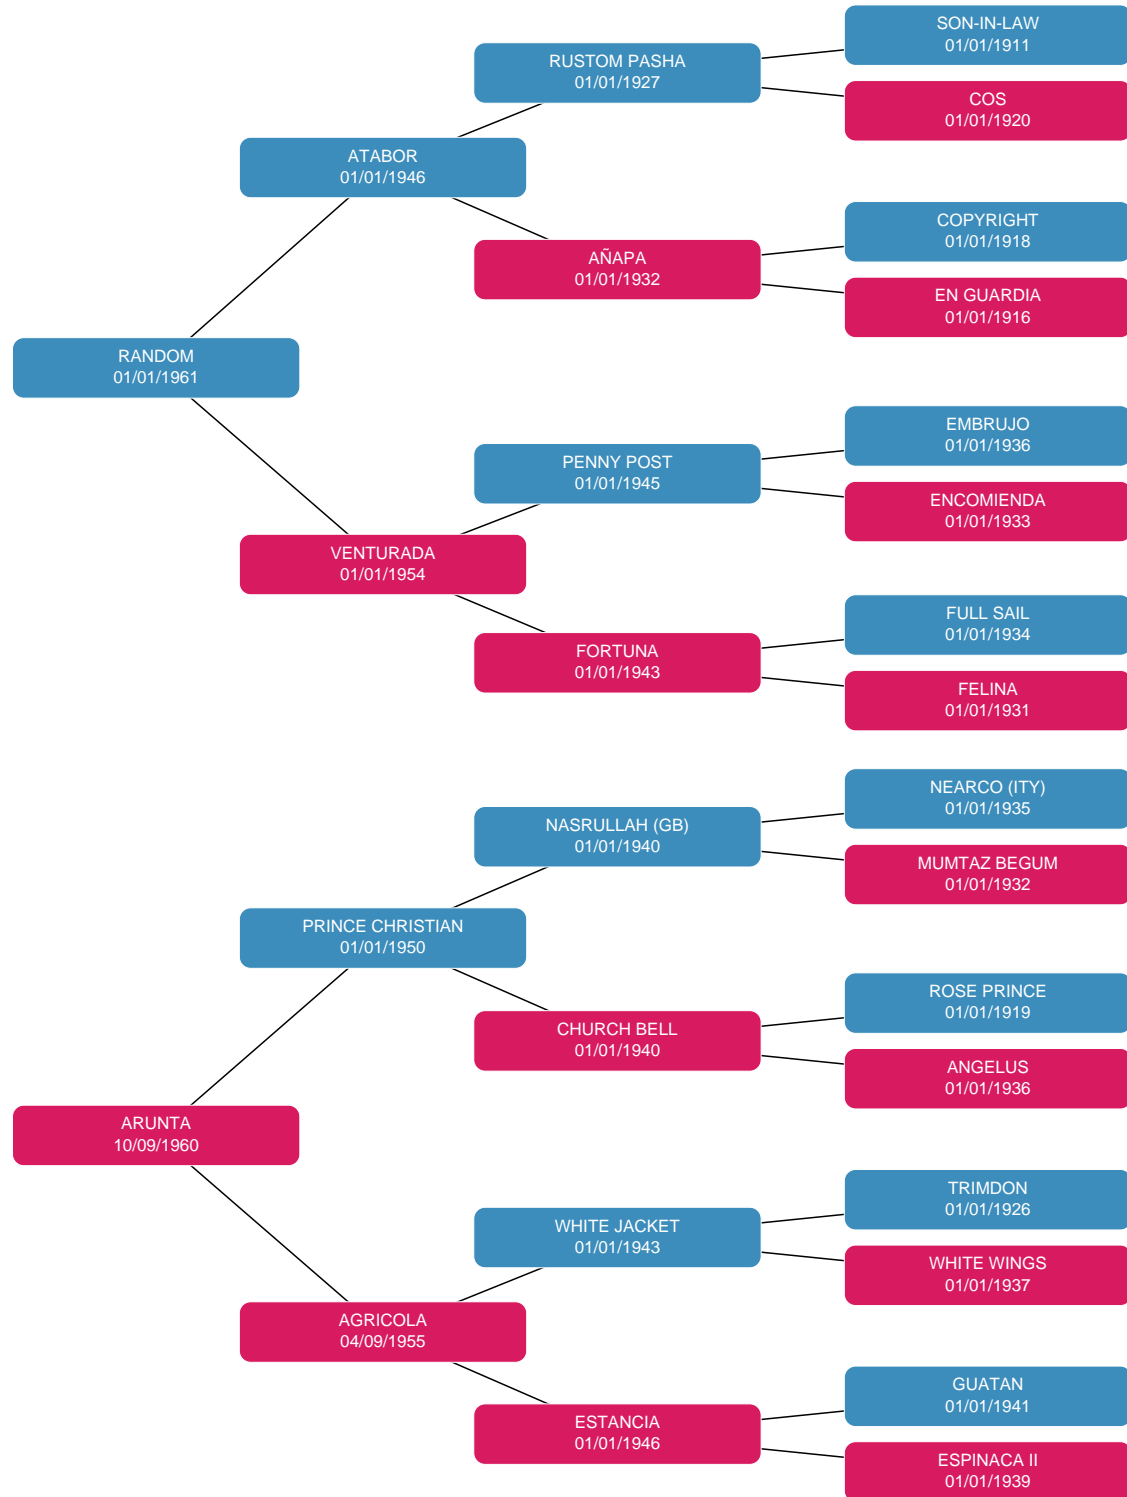 SON-IN-LAW
01/01/1911
RUSTOM PASHA
01/01/1927
COS
01/01/1920
ATABOR
01/01/1946
COPYRIGHT
01/01/1918
AÑAPA
01/01/1932
EN GUARDIA
01/01/1916
RANDOM
01/01/1961
EMBRUJO
01/01/1936
PENNY POST
01/01/1945
ENCOMIENDA
01/01/1933
VENTURADA
01/01/1954
FULL SAIL
01/01/1934
FORTUNA
01/01/1943
FELINA
01/01/1931
NEARCO (ITY)
01/01/1935
NASRULLAH (GB)
01/01/1940
MUMTAZ BEGUM
01/01/1932
PRINCE CHRISTIAN
01/01/1950
ROSE PRINCE
01/01/1919
CHURCH BELL
01/01/1940
ANGELUS
01/01/1936
ARUNTA
10/09/1960
TRIMDON
01/01/1926
WHITE JACKET
01/01/1943
WHITE WINGS
01/01/1937
AGRICOLA
04/09/1955
GUATAN
01/01/1941
ESTANCIA
01/01/1946
ESPINACA II
01/01/1939